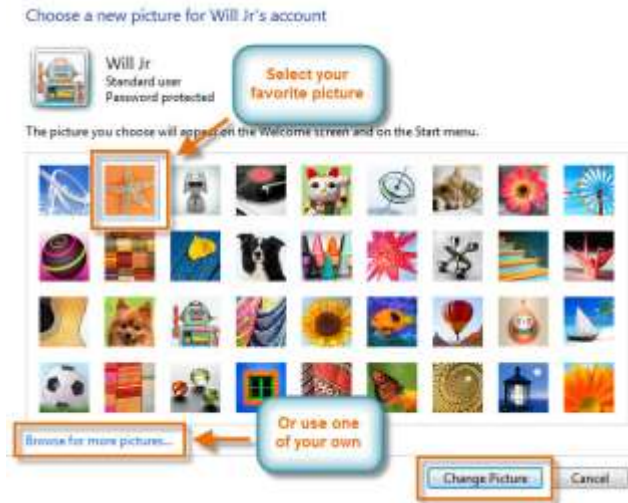 Choose a new picture for Will Jr's account
Will Jr
Standard user
Password protected
Select your
favorite picture
The picture you choose will appear on the Welcome screen and on the Start menu.
Or use one
of your own
Browse for more pictures...
Change Picture
Cancel